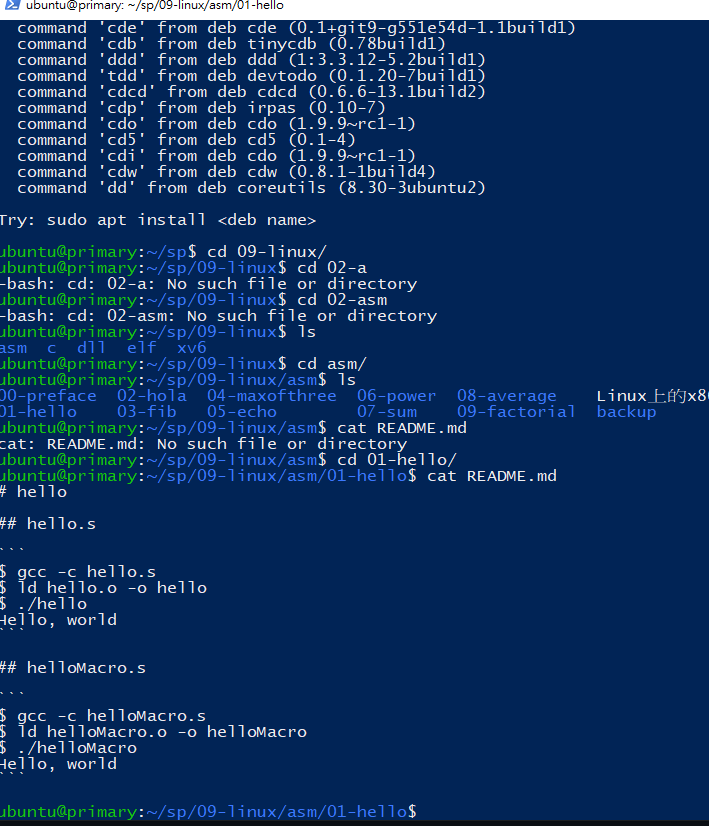 ubuntu@primary: ~/sp/09-linux/asm/01-hello
command 'cde' from deb cde (0.1+git9-g551e54d-1.1build1)
command 'cdb' from deb tinycdb (0.78build1)
command 'ddd' from deb ddd (1:3.3.12-5.2build1)
command 'tdd' from deb devtodo (0.1.20-7build1)
command 'cdcd' from deb cdcd (0.6.6-13.1build2)
command 'cdp' from deb irpas (0.10-7)
command 'cdo' from deb cdo (1.9.9~rc1-1)
command 'cd5' from deb cd5 (0.1-4)
command 'cdi' from deb cdo (1.9.9~rc1-1)
command 'cdw' from deb cdw (0.8.1-1build4)
command 'dd' from deb coreutils (8.30-3ubuntu2)
Try: sudo apt install <deb name>
ubuntu@primary:~/sp$ cd 09-linux/
ubuntu@primary:~/sp/09-linux$ cd 02-a
-bash: cd: 02-a: No such file or directory
ubuntu@primary:~/sp/09-linux$ cd 02-asm
-bash: cd: 02-asm: No such file or directory
ubuntu@primary:~/sp/09-linux$ ls
asm c dll elf xv6
ubuntu@primary:~/sp/09-linux$ cd asm/
ubuntu@primary:~/sp/09-linux/asm$ ls
00-preface 02-hola 04-maxofthree 06-power 08-average Linux上的x86
01-hello 03-fib 05-echo 07-sum 09-factorial backup
ubuntu@primary:~/sp/09-linux/asm$ cat README.md
cat: README.md: No such file or directory
ubuntu@primary:~/sp/09-linux/asm$ cd 01-hello/
ubuntu@primary:~/sp/09-linux/asm/01-hello$ cat README.md
# hello
## hello.s
```
$ gcc -c hello.s
$ ld hello.o -o hello
$ ./hello
Hello, world
```
## helloMacro.s
```
$ gcc -c helloMacro.s
$ ld helloMacro.o -o helloMacro
$ ./helloMacro
Hello, world
```
ubuntu@primary:~/sp/09-linux/asm/01-hello$